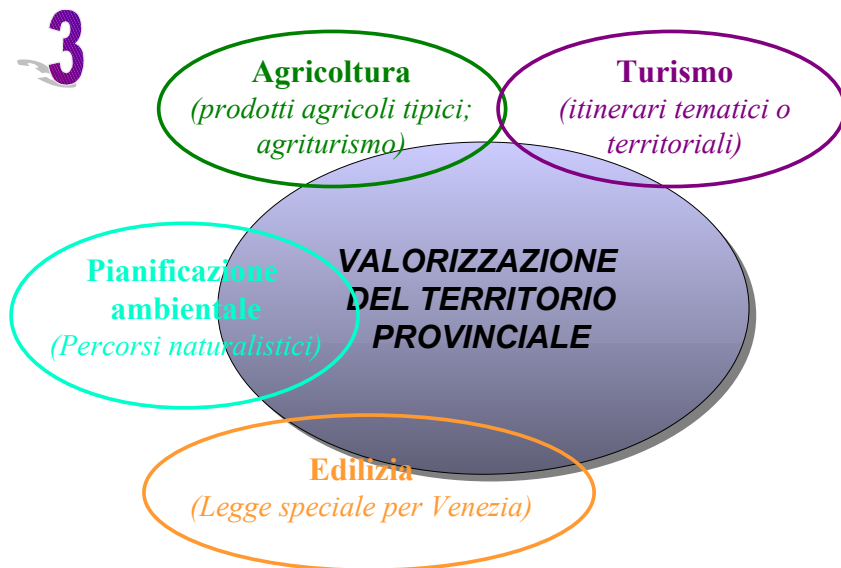 3
Agricoltura
(prodotti agricoli tipici;
agriturismo)
Turismo
(itinerari tematici o
territoriali)
Pianificazione
ambientale
(Percorsi naturalistici)
VALORIZZAZIONE
DEL TERRITORIO
PROVINCIALE
Edilizia
(Legge speciale per Venezia)